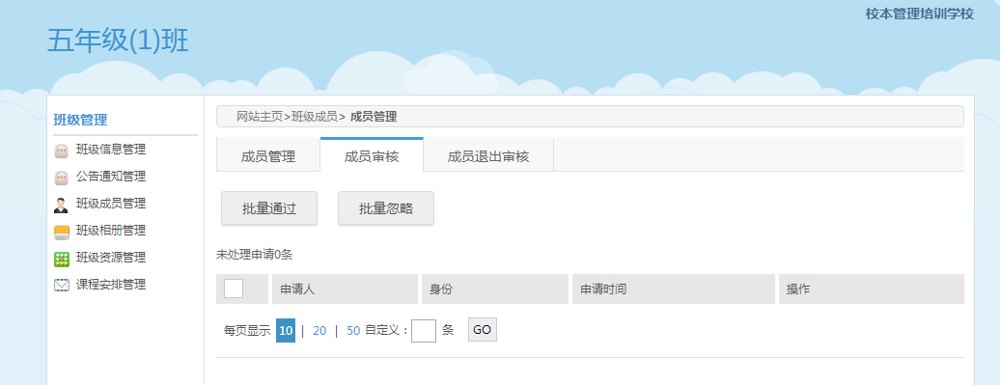 校本管理培训学校
五年级(1)班
班级管理
班级信息管理
公告通知管理
班级成员管理
班级相册管理
班级资源管理
课程安排管理
网站主页>班级成员> 成员管理
成员管理 成员审核 成员退出审核
批量通过 批量忽略
未处理申请0条
申请人 身份 申请时间 操作
每页显示 10 | 20 | 50 自定义： 条 GO